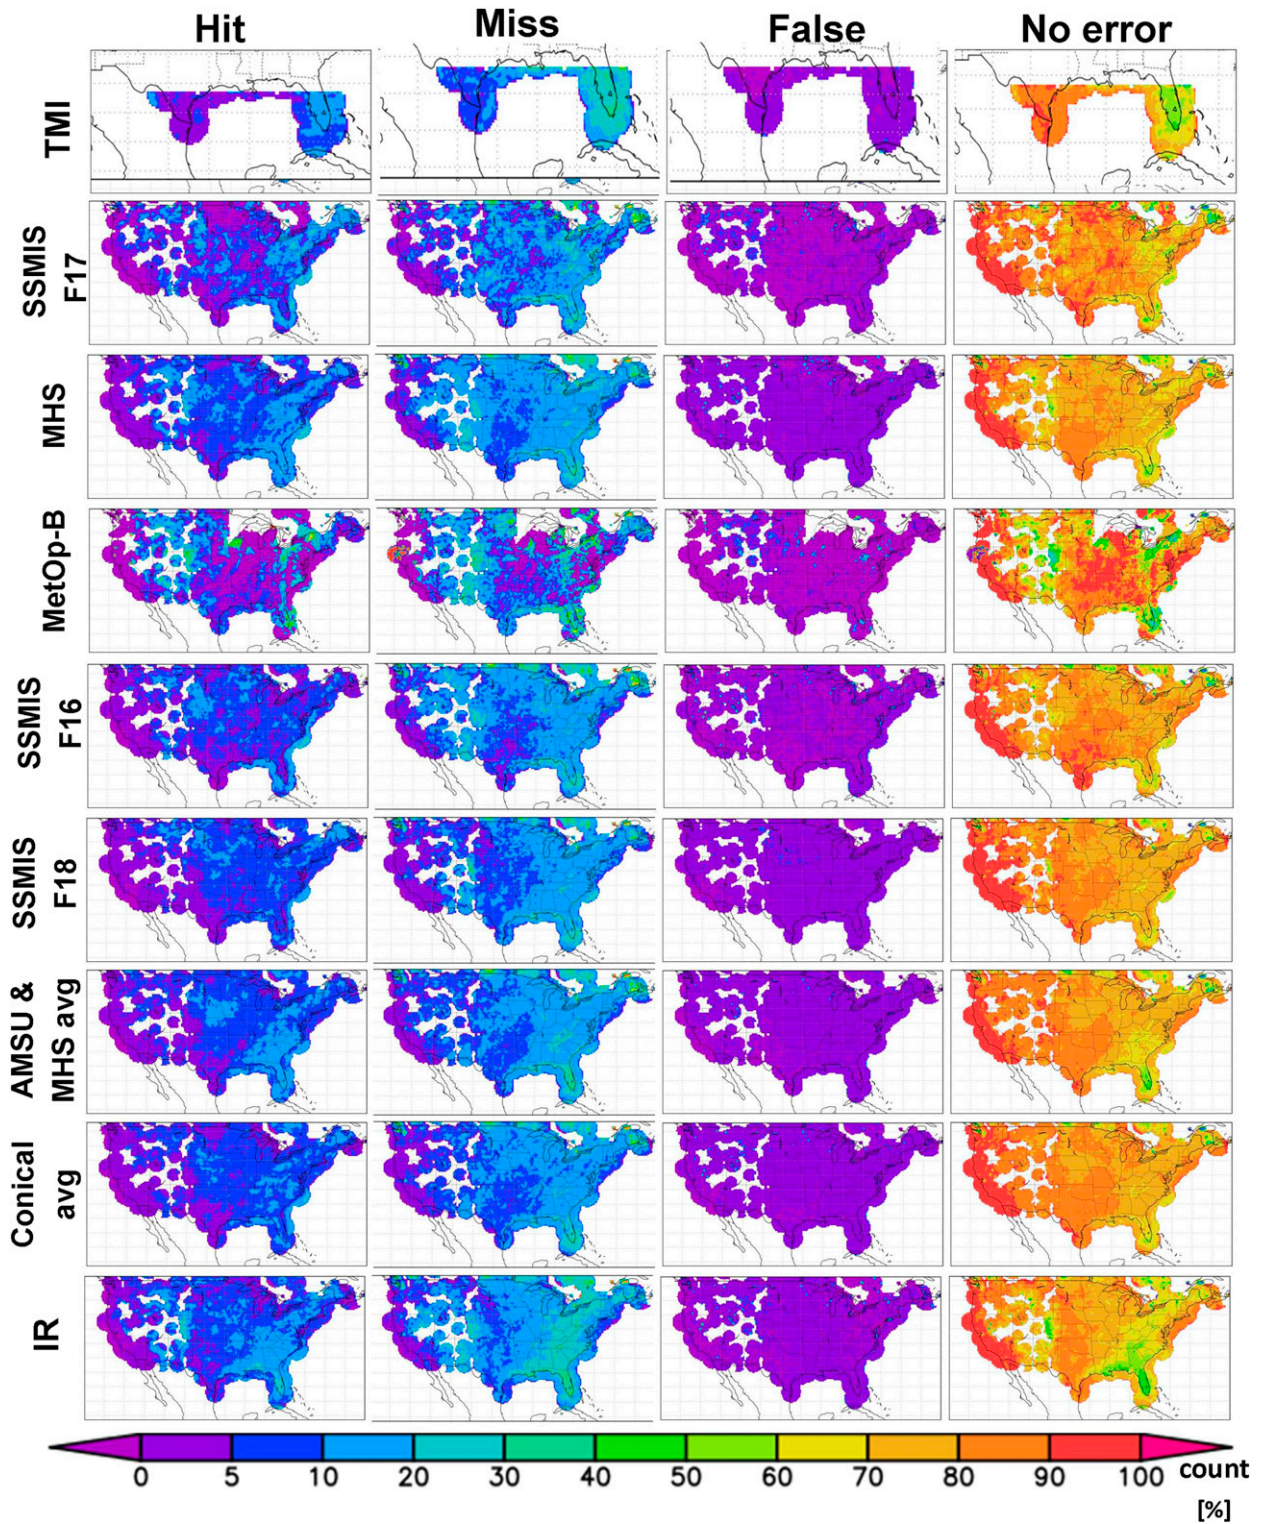 Hit Miss False No error
TMI
SSMIS
F17
MHS
MetOp-B
SSMIS
F16
SSMIS
F18
AMSU &
MHS avg
Conical
avg
IR
0 5 10 20 30 40 50 60 70 80 90 100 count
[%]